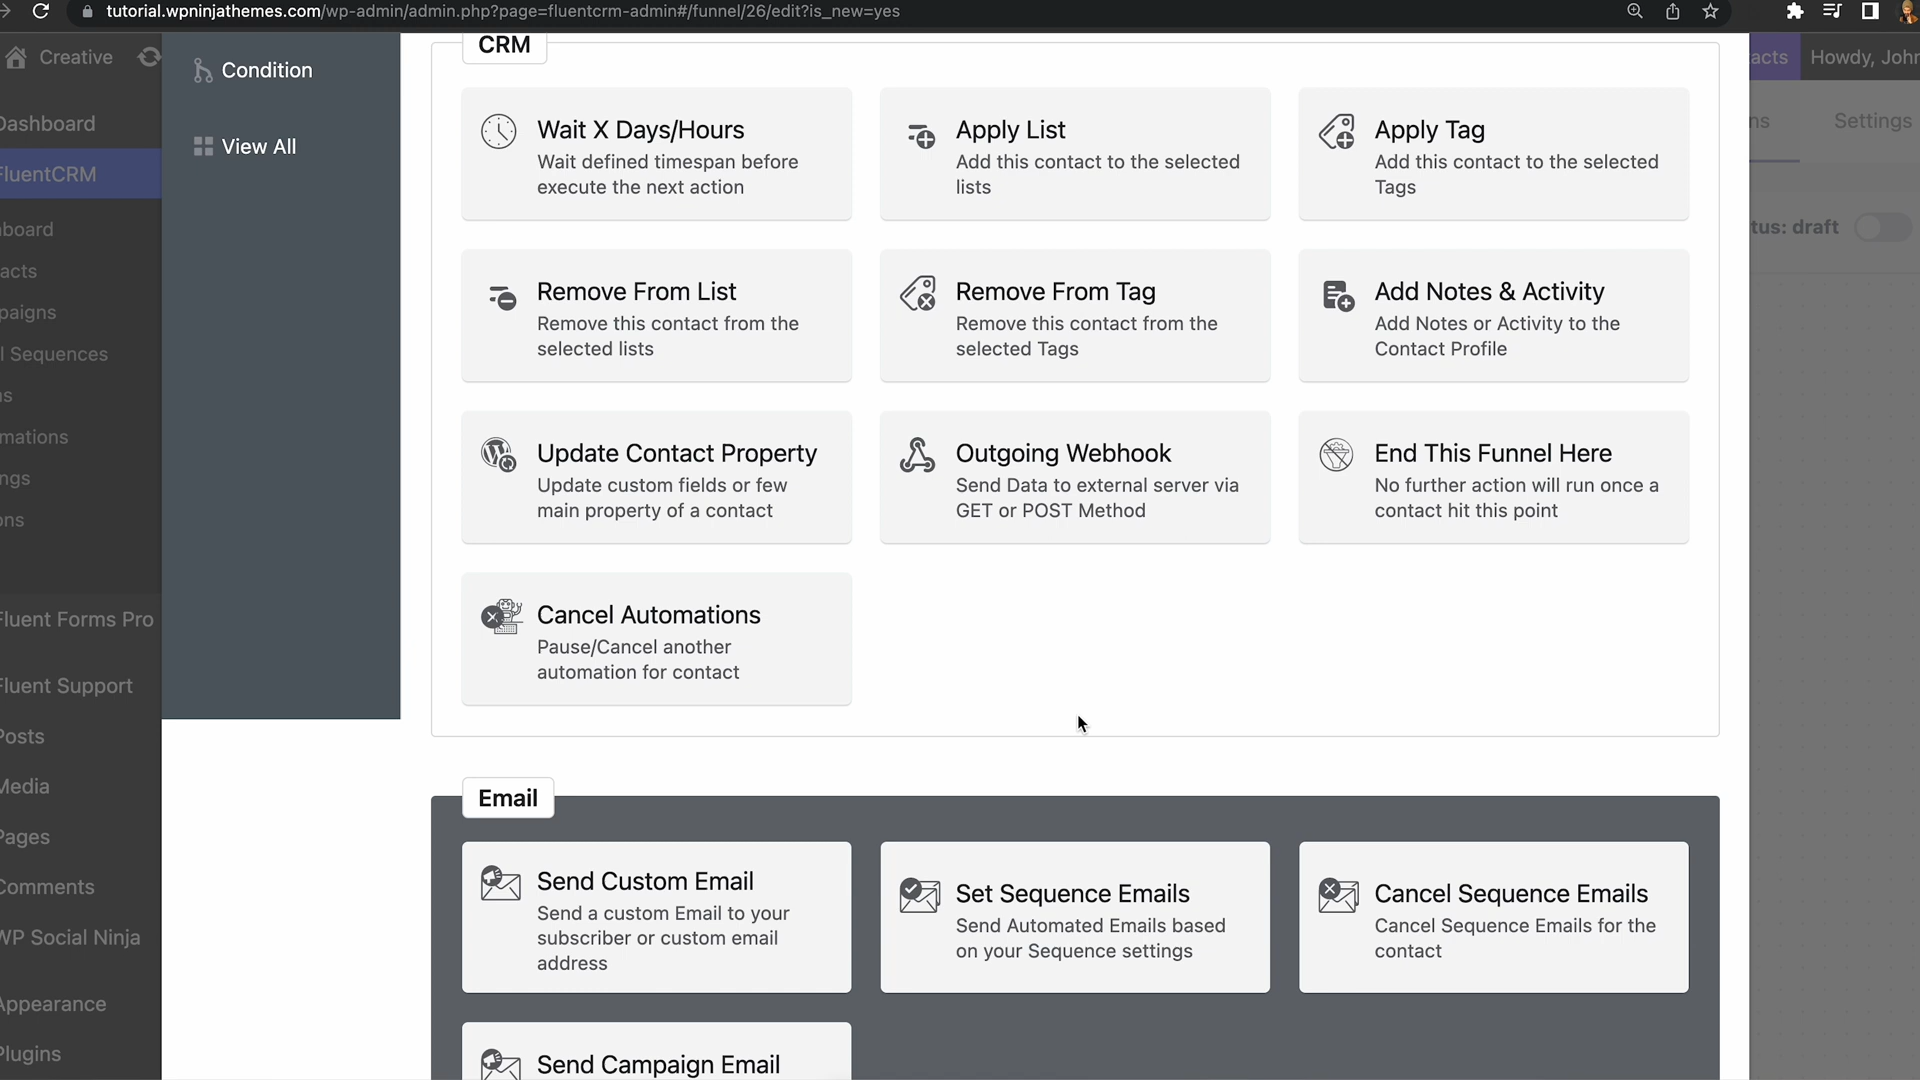 tutorial.wpninjathemes.com/wp-admin/admin.php?page=fluentcrm-admin#/funnel/26/edit?is_new=yes
Creative
acts
Howdy, Johr
Dashboard
FluentCRM
board
acts
paigns
l Sequences
s
mations
ngs
ons
Fluent Forms Pro
Fluent Support
Posts
Media
Pages
Comments
WP Social Ninja
Appearance
Plugins
Condition
View All
ns
Settings
tus: draft
CRM
Wait X Days/Hours
Wait defined timespan before
execute the next action
Apply List
Add this contact to the selected
lists
Apply Tag
Add this contact to the selected
Tags
Remove From List
Remove this contact from the
selected lists
Remove From Tag
Remove this contact from the
selected Tags
Add Notes & Activity
Add Notes or Activity to the
Contact Profile
Update Contact Property
Update custom fields or few
main property of a contact
Outgoing Webhook
Send Data to external server via
GET or POST Method
End This Funnel Here
No further action will run once a
contact hit this point
Cancel Automations
Pause/Cancel another
automation for contact
Email
Send Custom Email
Send a custom Email to your
subscriber or custom email
address
Set Sequence Emails
Send Automated Emails based
on your Sequence settings
Cancel Sequence Emails
Cancel Sequence Emails for the
contact
Send Campaign Email